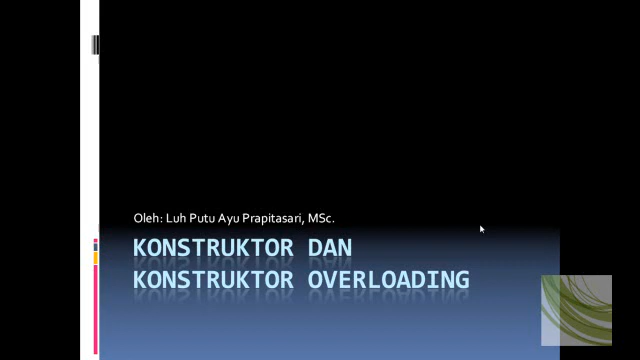 Oleh: Luh Putu Ayu Prapitasari, MSc.
KONSTRUKTOR DAN
KONSTRUKTOR OVERLOADING